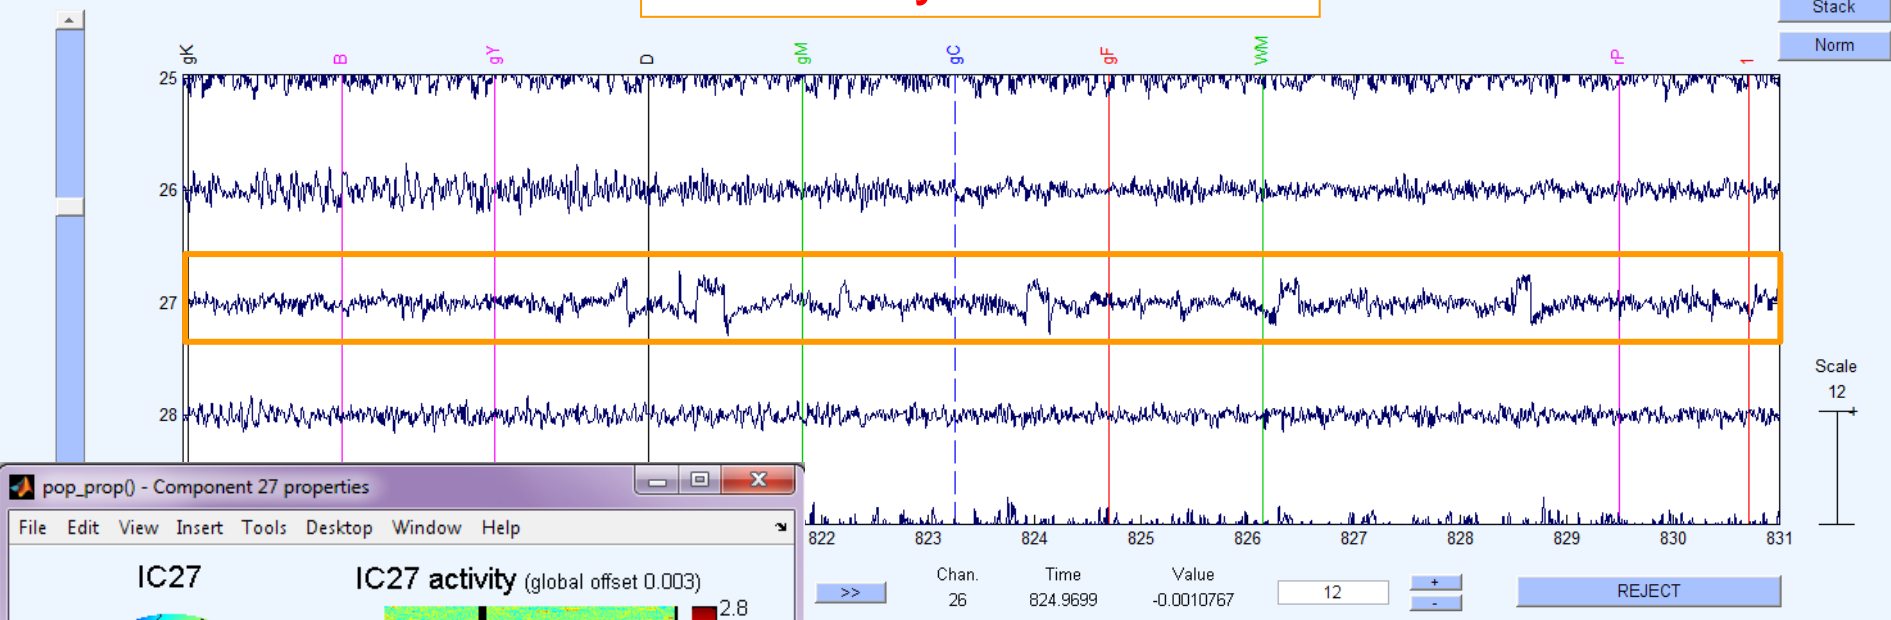 Stack
Norm
gK B gY D gM gC gF WM rP 1
25
26
27
28
Scale
12
822 823 824 825 826 827 828 829 830 831
>>
Chan. Time Value
26 824.9699 -0.0010767
12
+
-
REJECT
pop_prop() - Component 27 properties
File Edit View Insert Tools Desktop Window Help
IC27
IC27 activity (global offset 0.003)
2.8